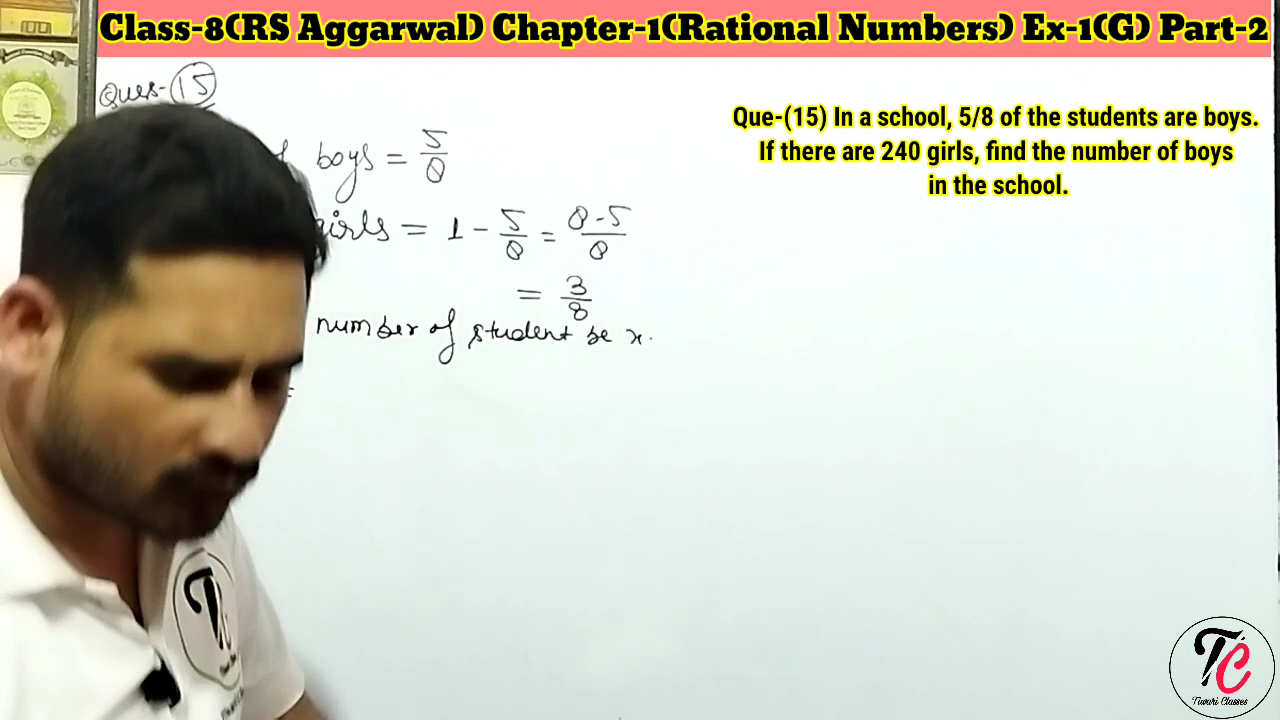 Class-8(RS Aggarwal) Chapter-1(Rational Numbers) Ex-1(G) Part-2
Ques-(15)
Que-(15) In a school, 5/8 of the students are boys.
If there are 240 girls, find the number of boys
in the school.
boys = 5/8
girls = 1 - 5/8 = 8-5/8
= 3/8
number of student be x.
=
TC
Tiwari Classes